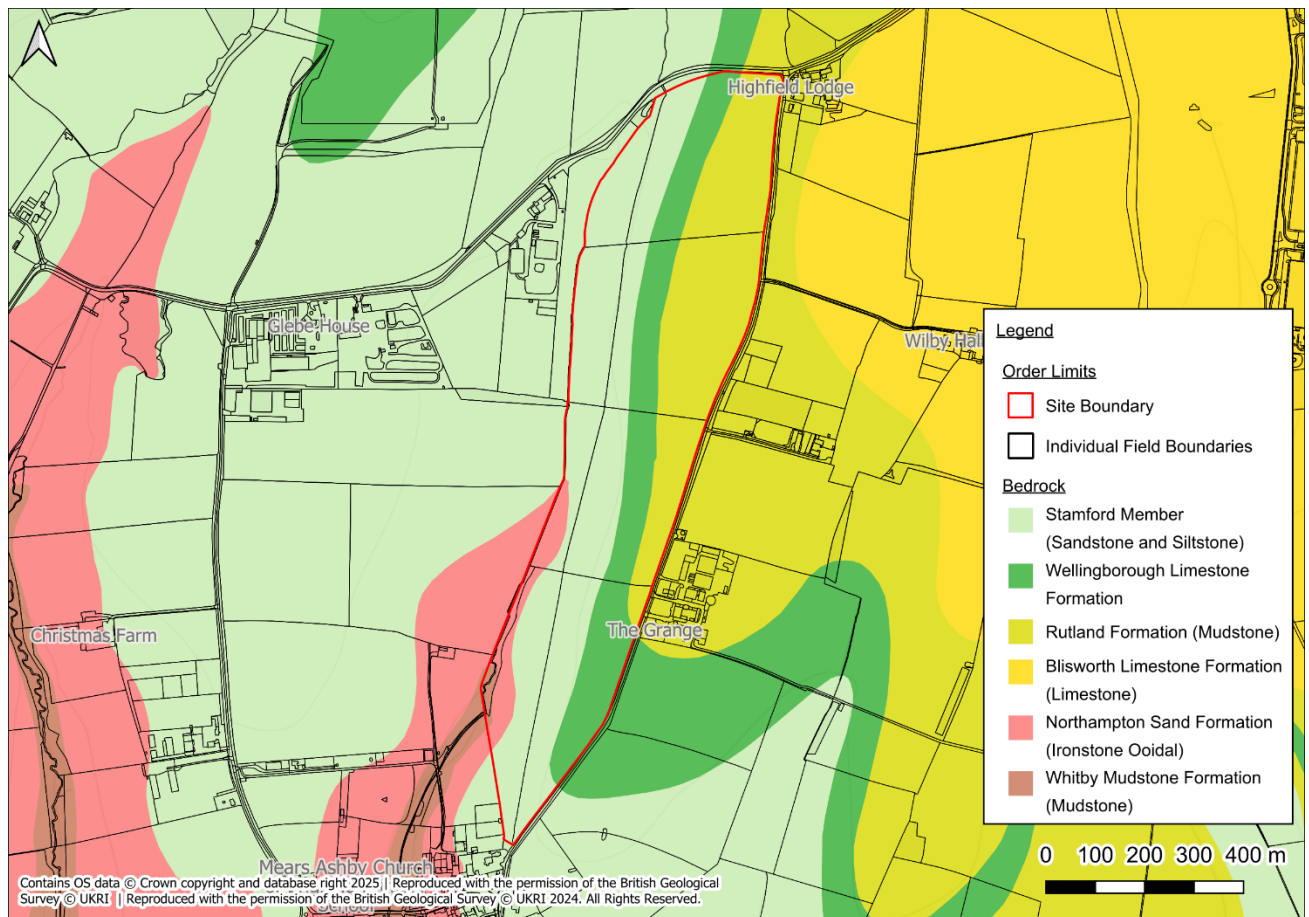 Highfield Lodge
Glebe House
Wilby Hall
Legend
Order Limits
Site Boundary
Individual Field Boundaries
Bedrock
Stamford Member
(Sandstone and Siltstone)
Wellingborough Limestone
Formation
Rutland Formation (Mudstone)
Blisworth Limestone Formation
(Limestone)
Northampton Sand Formation
(Ironstone Ooidal)
Whitby Mudstone Formation
(Mudstone)
Christmas Farm
The Grange
0 100 200 300 400 m
Mears Ashby Church
School
Contains OS data © Crown copyright and database right 2025 | Reproduced with the permission of the British Geological
Survey © UKRI | Reproduced with the permission of the British Geological Survey © UKRI 2024. All Rights Reserved.